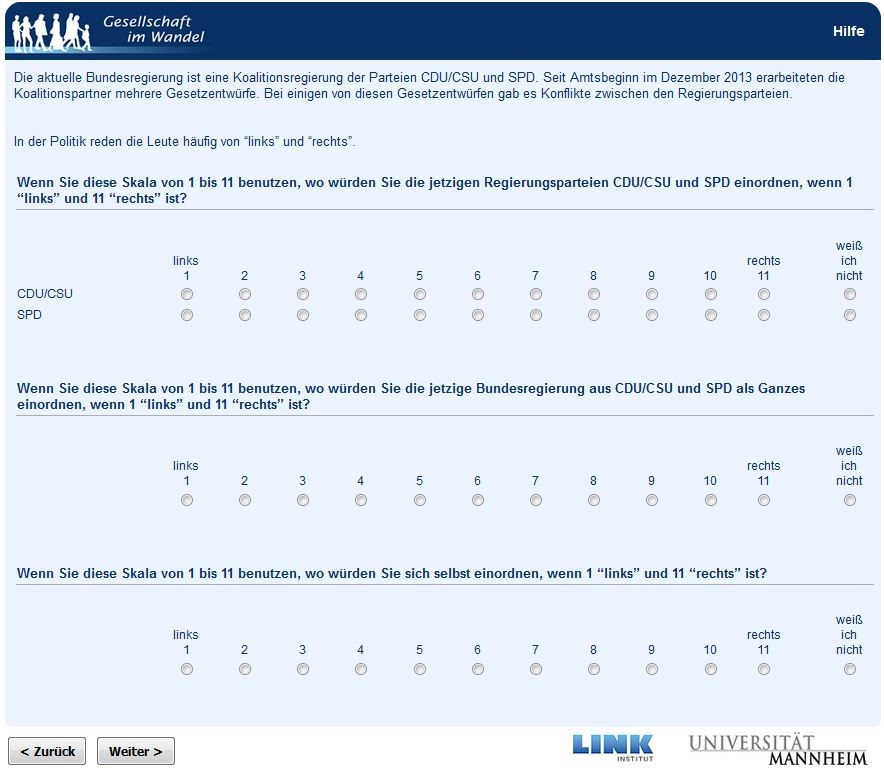 Gesellschaft
im Wandel
Hilfe
Die aktuelle Bundesregierung ist eine Koalitionsregierung der Parteien CDU/CSU und SPD. Seit Amtsbeginn im Dezember 2013 erarbeiteten die
Koalitionspartner mehrere Gesetzentwürfe. Bei einigen von diesen Gesetzentwürfen gab es Konflikte zwischen den Regierungsparteien.
In der Politik reden die Leute häufig von “links” und “rechts”.
Wenn Sie diese Skala von 1 bis 11 benutzen, wo würden Sie die jetzigen Regierungsparteien CDU/CSU und SPD einordnen, wenn 1
“links” und 11 “rechts” ist?
weiß
links rechts ich
1 2 3 4 5 6 7 8 9 10 11 nicht
CDU/CSU
SPD
Wenn Sie diese Skala von 1 bis 11 benutzen, wo würden Sie die jetzige Bundesregierung aus CDU/CSU und SPD als Ganzes
einordnen, wenn 1 “links” und 11 “rechts” ist?
weiß
links rechts ich
1 2 3 4 5 6 7 8 9 10 11 nicht
Wenn Sie diese Skala von 1 bis 11 benutzen, wo würden Sie sich selbst einordnen, wenn 1 “links” und 11 “rechts” ist?
weiß
links rechts ich
1 2 3 4 5 6 7 8 9 10 11 nicht
< Zurück Weiter >
LINK
INSTITUT
UNIVERSITÄT
MANNHEIM